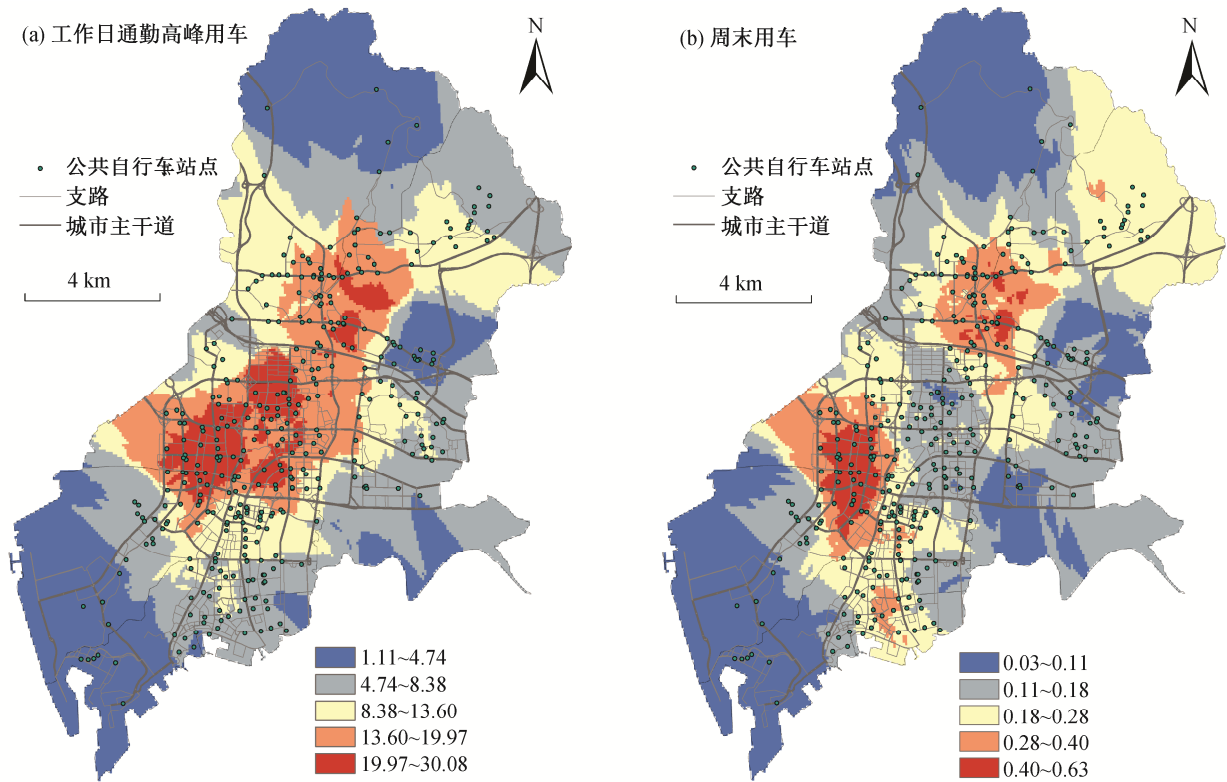 (a) 工作日通勤高峰用车
N
公共自行车站点
支路
城市主干道
4 km
1.11~4.74
4.74~8.38
8.38~13.60
13.60~19.97
19.97~30.08
(b) 周末用车
N
公共自行车站点
支路
城市主干道
4 km
0.03~0.11
0.11~0.18
0.18~0.28
0.28~0.40
0.40~0.63